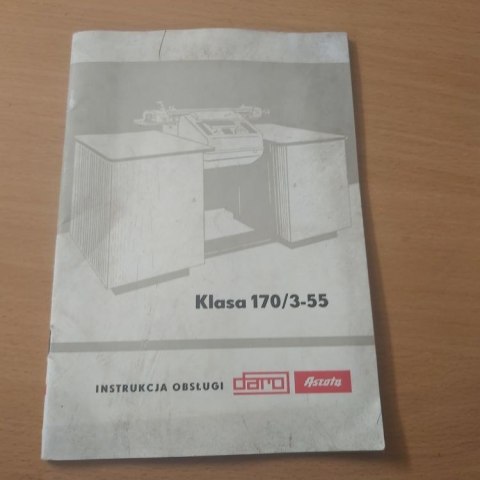 Klasa 170/3-55
INSTRUKCJA OBSŁUGI daro Ascota